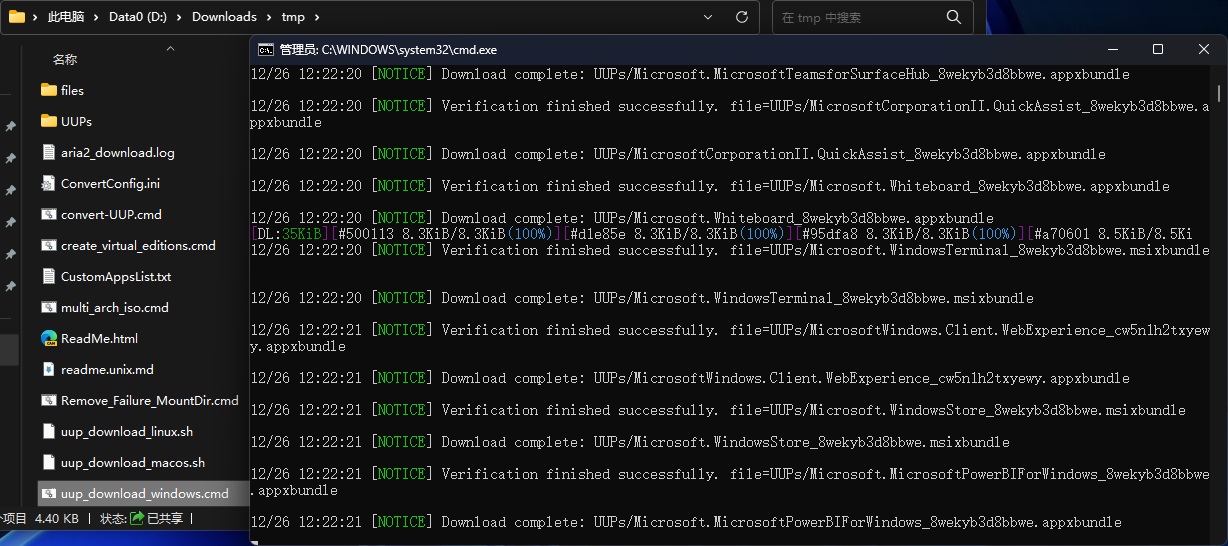 此电脑 › Data0 (D:) › Downloads › tmp ›
在 tmp 中搜索
名称
files
UUPs
aria2_download.log
ConvertConfig.ini
convert-UUP.cmd
create_virtual_editions.cmd
CustomAppsList.txt
multi_arch_iso.cmd
ReadMe.html
readme.unix.md
Remove_Failure_MountDir.cmd
uup_download_linux.sh
uup_download_macos.sh
uup_download_windows.cmd
个项目 4.40 KB | 状态: 已共享 |
管理员: C:\WINDOWS\system32\cmd.exe
12/26 12:22:20 [NOTICE] Download complete: UUPs/Microsoft.MicrosoftTeamsforSurfaceHub_8wekyb3d8bbwe.appxbundle
12/26 12:22:20 [NOTICE] Verification finished successfully. file=UUPs/MicrosoftCorporationII.QuickAssist_8wekyb3d8bbwe.a
ppxbundle
12/26 12:22:20 [NOTICE] Download complete: UUPs/MicrosoftCorporationII.QuickAssist_8wekyb3d8bbwe.appxbundle
12/26 12:22:20 [NOTICE] Verification finished successfully. file=UUPs/Microsoft.Whiteboard_8wekyb3d8bbwe.appxbundle
12/26 12:22:20 [NOTICE] Download complete: UUPs/Microsoft.Whiteboard_8wekyb3d8bbwe.appxbundle
[DL:35KiB][#500113 8.3KiB/8.3KiB(100%)][#d1e85e 8.3KiB/8.3KiB(100%)][#95dfa8 8.3KiB/8.3KiB(100%)][#a70601 8.5KiB/8.5Ki
12/26 12:22:20 [NOTICE] Verification finished successfully. file=UUPs/Microsoft.WindowsTerminal_8wekyb3d8bbwe.msixbundle
12/26 12:22:20 [NOTICE] Download complete: UUPs/Microsoft.WindowsTerminal_8wekyb3d8bbwe.msixbundle
12/26 12:22:21 [NOTICE] Verification finished successfully. file=UUPs/MicrosoftWindows.Client.WebExperience_cw5n1h2txyew
y.appxbundle
12/26 12:22:21 [NOTICE] Download complete: UUPs/MicrosoftWindows.Client.WebExperience_cw5n1h2txyewy.appxbundle
12/26 12:22:21 [NOTICE] Verification finished successfully. file=UUPs/Microsoft.WindowsStore_8wekyb3d8bbwe.msixbundle
12/26 12:22:21 [NOTICE] Download complete: UUPs/Microsoft.WindowsStore_8wekyb3d8bbwe.msixbundle
12/26 12:22:21 [NOTICE] Verification finished successfully. file=UUPs/Microsoft.MicrosoftPowerBIForWindows_8wekyb3d8bbwe
.appxbundle
12/26 12:22:21 [NOTICE] Download complete: UUPs/Microsoft.MicrosoftPowerBIForWindows_8wekyb3d8bbwe.appxbundle